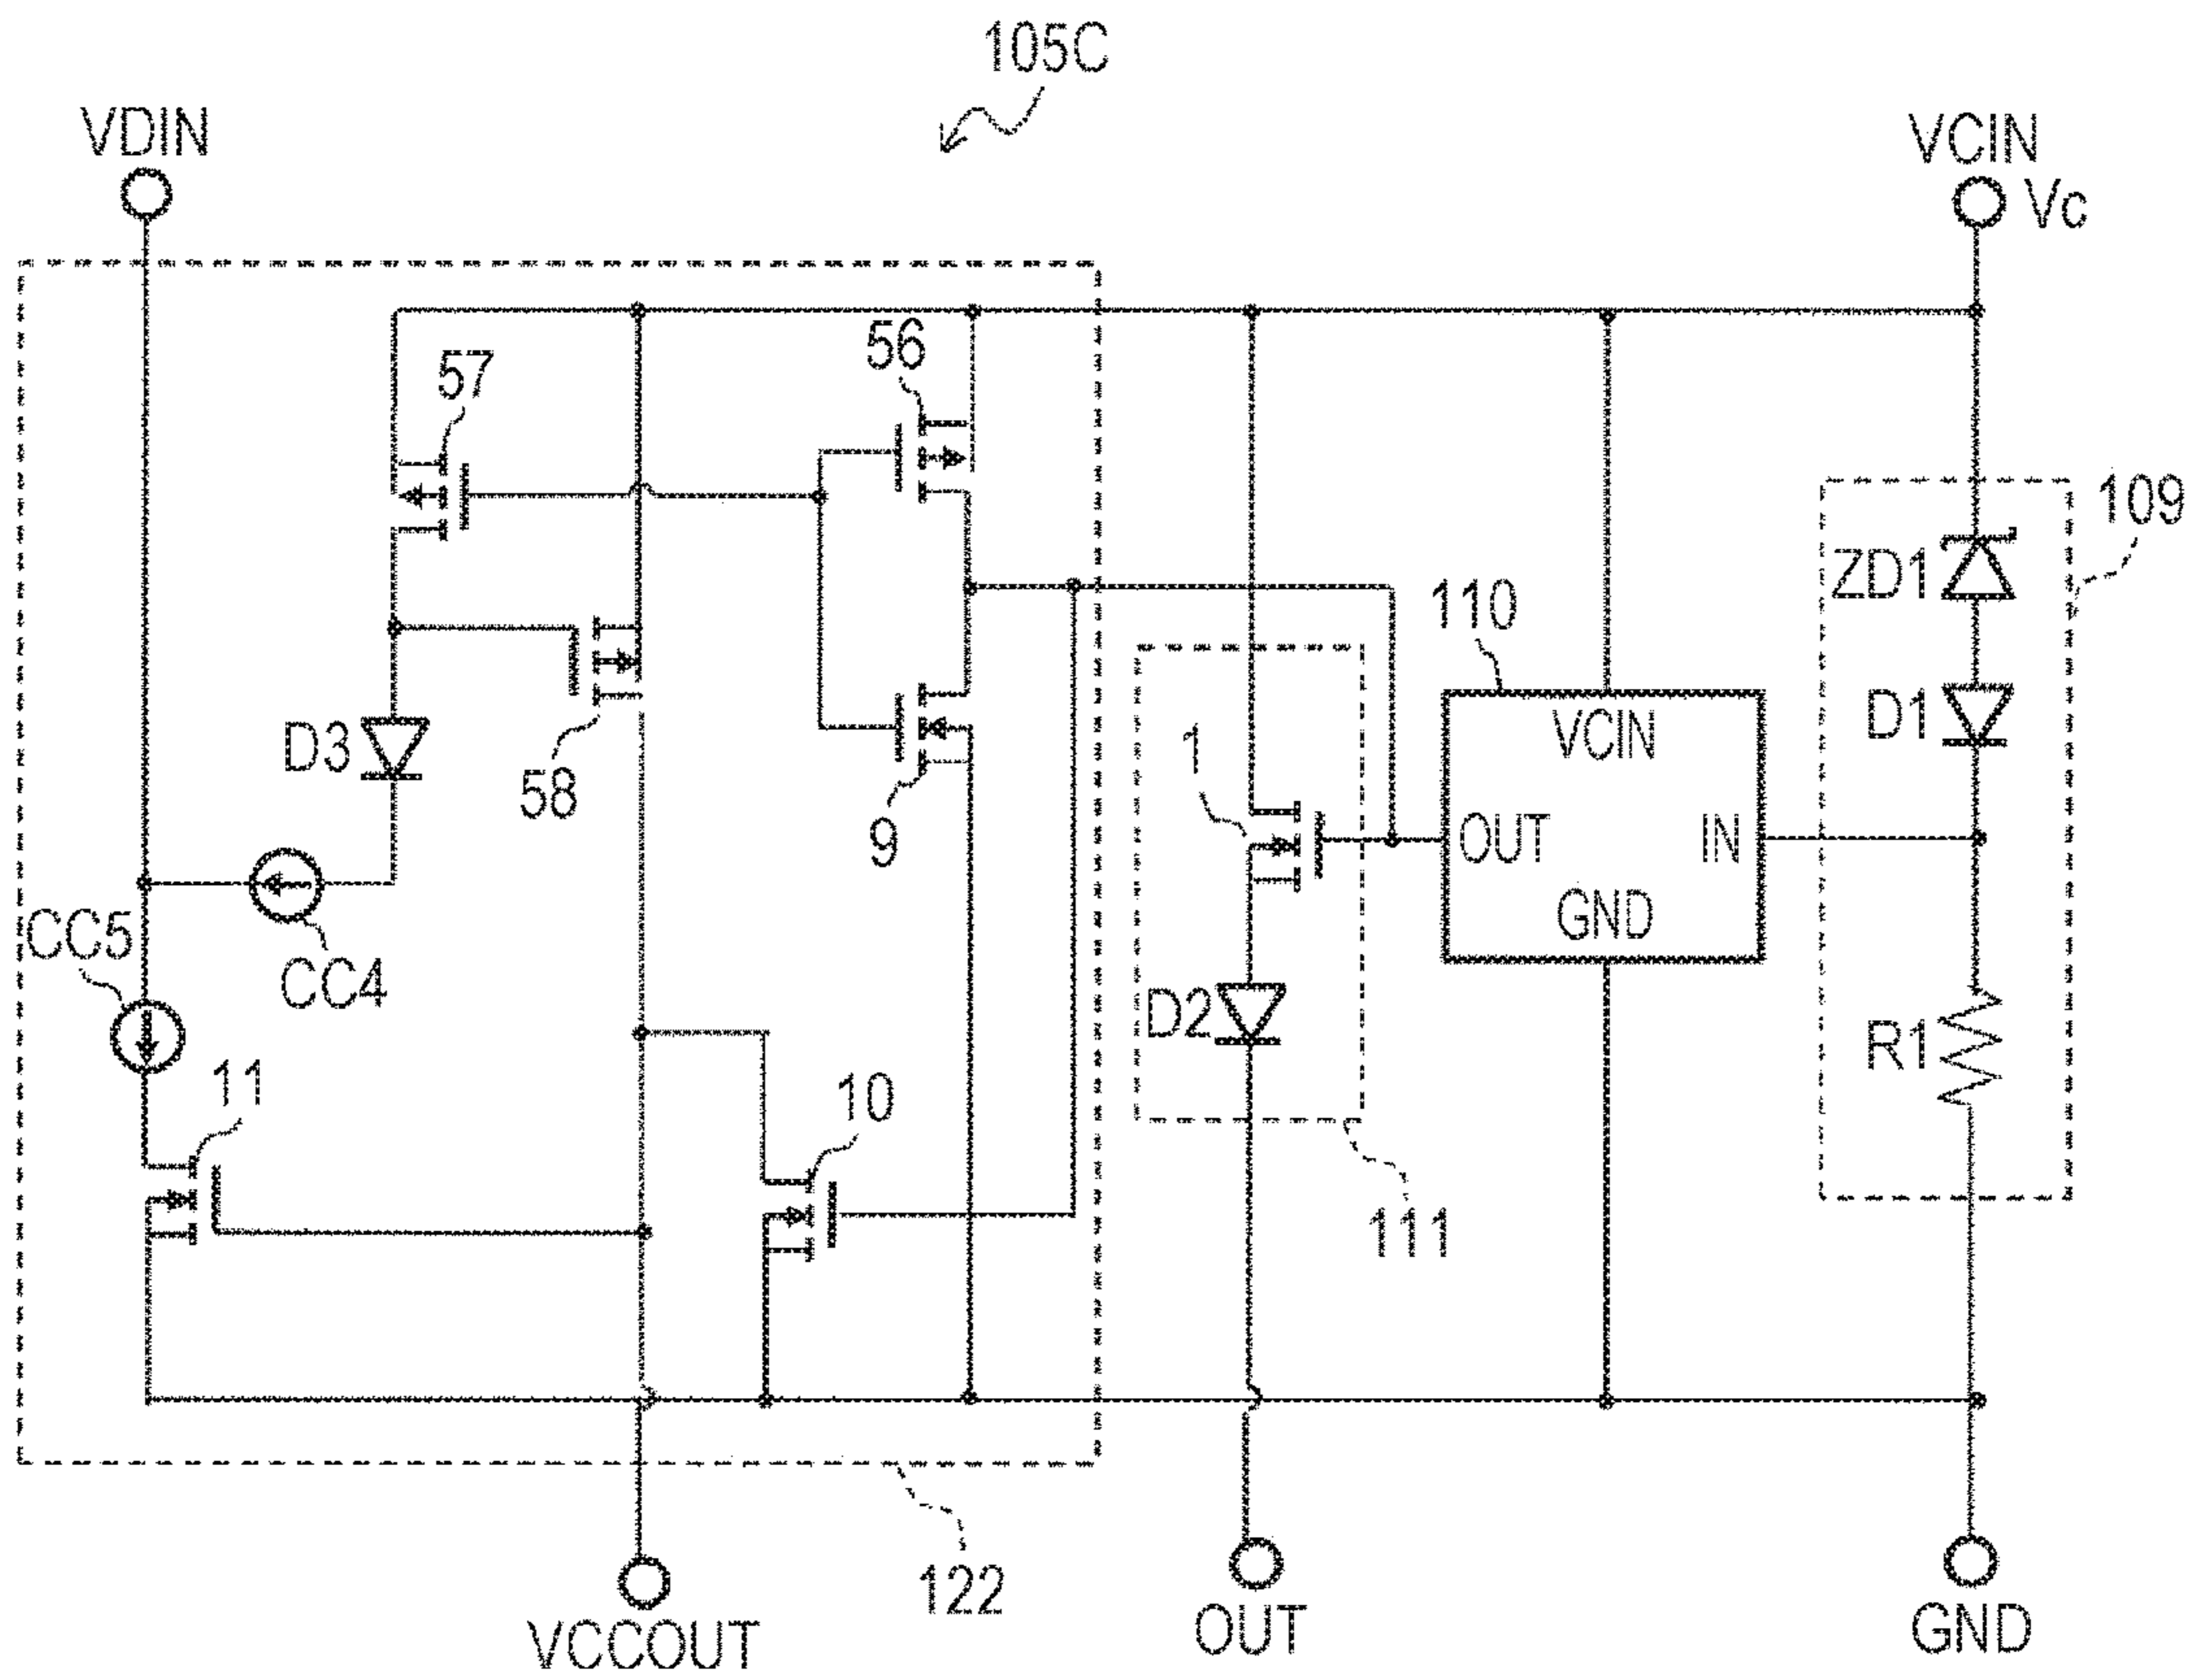 105C
VDIN
VCIN
Vc
56
57
109
ZD1
110
D1
VCIN
1
D3
58
9
OUT
IN
GND
CC5
CC4
D2
R1
11
10
111
122
VCCOUT
OUT
GND